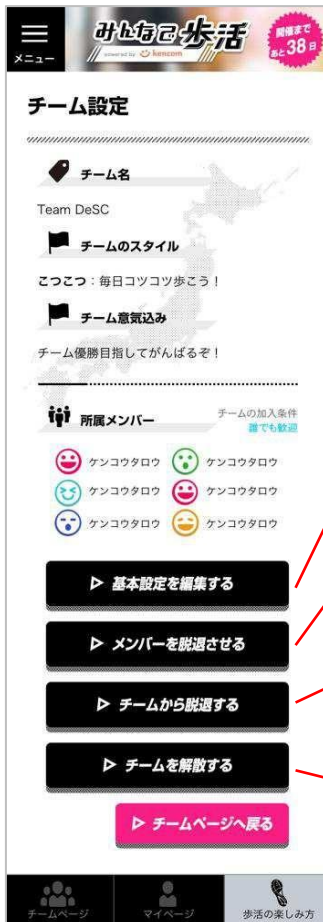 みんなで歩活
開催まで
メニュー
powered by kencom
あと38日
チーム設定
チーム名
Team DeSC
チームのスタイル
こつこつ：毎日コツコツ歩こう！
チーム意気込み
チーム優勝目指してがんばるぞ！
所属メンバー
チームの加入条件
誰でも歓迎
ケンコウタロウ ケンコウタロウ
ケンコウタロウ ケンコウタロウ
ケンコウタロウ ケンコウタロウ
基本設定を編集する
メンバーを脱退させる
チームから脱退する
チームを解散する
チームページへ戻る
チームページ マイページ 歩活の楽しみ方